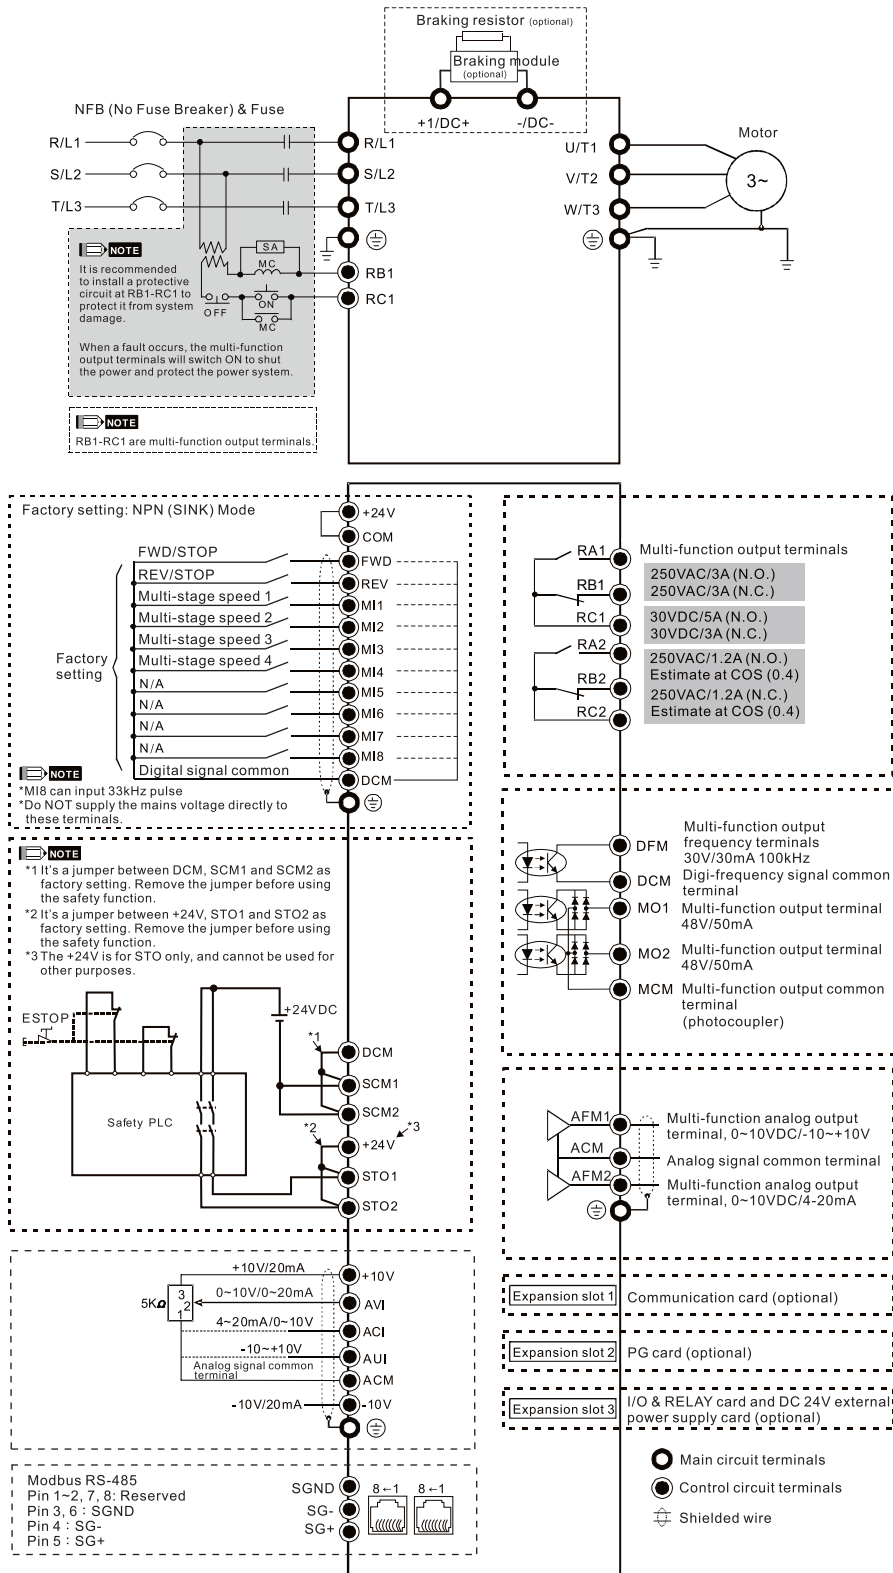 Braking resistor (optional)
Braking module
(optional)
+1/DC+
-/DC-
NFB (No Fuse Breaker) & Fuse
R/L1
S/L2
T/L3
R/L1
S/L2
T/L3
RB1
RC1
U/T1
V/T2
W/T3
Motor
3~
SA
MC
ON
OFF
MC
NOTE
It is recommended
to install a protective
circuit at RB1-RC1 to
protect it from system
damage.
When a fault occurs, the multi-function
output terminals will switch ON to shut
the power and protect the power system.
NOTE
RB1-RC1 are multi-function output terminals.
Factory setting: NPN (SINK) Mode
+24V
COM
FWD/STOP
FWD
REV/STOP
REV
Multi-stage speed 1
MI1
Multi-stage speed 2
MI2
Multi-stage speed 3
MI3
Multi-stage speed 4
MI4
Factory
setting
N/A
MI5
N/A
MI6
N/A
MI7
N/A
MI8
Digital signal common
DCM
NOTE
*MI8 can input 33kHz pulse
*Do NOT supply the mains voltage directly to
these terminals.
RA1
RB1
RC1
RA2
RB2
RC2
Multi-function output terminals
250VAC/3A (N.O.)
250VAC/3A (N.C.)
30VDC/5A (N.O.)
30VDC/3A (N.C.)
250VAC/1.2A (N.O.)
Estimate at COS (0.4)
250VAC/1.2A (N.C.)
Estimate at COS (0.4)
NOTE
*1 It's a jumper between DCM, SCM1 and SCM2 as
factory setting. Remove the jumper before using
the safety function.
*2 It's a jumper between +24V, STO1 and STO2 as
factory setting. Remove the jumper before using
the safety function.
*3 The +24V is for STO only, and cannot be used for
other purposes.
ESTOP
+24VDC
Safety PLC
*1
DCM
SCM1
SCM2
*2
*3
+24V
STO1
STO2
DFM
Multi-function output
frequency terminals
30V/30mA 100kHz
DCM
Digi-frequency signal common
terminal
MO1
Multi-function output terminal
48V/50mA
MO2
Multi-function output terminal
48V/50mA
MCM
Multi-function output common
terminal
(photocoupler)
AFM1
Multi-function analog output
terminal, 0~10VDC/-10~+10V
ACM
Analog signal common terminal
AFM2
Multi-function analog output
terminal, 0~10VDC/4-20mA
+10V/20mA
+10V
5KΩ
3
2
1
0~10V/0~20mA
AVI
4~20mA/0~10V
ACI
-10~+10V
AUI
Analog signal common
terminal
ACM
-10V/20mA
-10V
Expansion slot 1
Communication card (optional)
Expansion slot 2
PG card (optional)
Expansion slot 3
I/O & RELAY card and DC 24V external
power supply card (optional)
Modbus RS-485
Pin 1~2, 7, 8: Reserved
Pin 3, 6 : SGND
Pin 4 : SG-
Pin 5 : SG+
SGND
SG-
SG+
8←1
8←1
Main circuit terminals
Control circuit terminals
Shielded wire